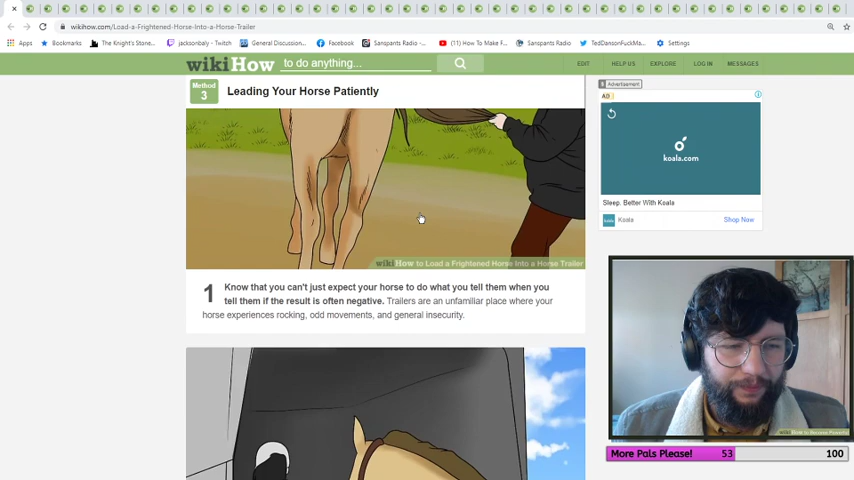 wikihow.com/Load-a-Frightened-Horse-Into-a-Horse-Trailer
Apps
Bookmarks
The Knight's Stone...
jacksonbaly - Twitch
General Discussion...
Facebook
Sanspants Radio -...
(11) How To Make F...
Sanspants Radio
TedDansonFuckMa...
Settings
wikiHow
to do anything...
EDIT
HELP US
EXPLORE
LOG IN
MESSAGES
Method
3
Leading Your Horse Patiently
wikiHow to Load a Frightened Horse Into a Horse Trailer
1 Know that you can't just expect your horse to do what you tell them when you
tell them if the result is often negative. Trailers are an unfamiliar place where your
horse experiences rocking, odd movements, and general insecurity.
Advertisement
AD
koala.com
Sleep. Better With Koala
koala
Koala
Shop Now
More Pals Please!
53
100